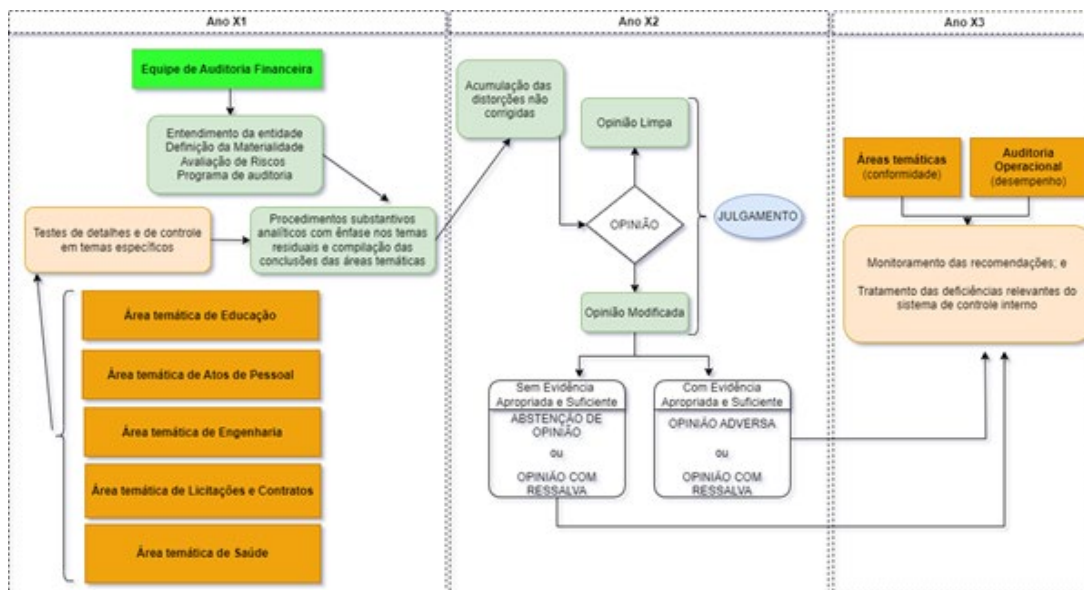 Ano X1
Equipe de Auditoria Financeira
Entendimento da entidade
Definição da Materialidade
Avaliação de Riscos
Programa de auditoria
Testes de detalhes e de controle
em temas específicos
Procedimentos substantivos
analíticos com ênfase nos temas
residuais e compilação das
conclusões das áreas temáticas
Área temática de Educação
Área temática de Atos de Pessoal
Área temática de Engenharia
Área temática de Licitações e Contratos
Área temática de Saúde
Ano X2
Acumulação das
distorções não
corrigidas
Opinião Limpa
OPINIÃO
JULGAMENTO
Opinião Modificada
Sem Evidência
Apropriada e Suficiente
ABSTENÇÃO DE
OPINIÃO
ou
OPINIÃO COM
RESSALVA
Com Evidência
Apropriada e Suficiente
OPINIÃO ADVERSA
ou
OPINIÃO COM
RESSALVA
Ano X3
Áreas temáticas
(conformidade)
Auditoria
Operacional
(desempenho)
Monitoramento das recomendações; e
Tratamento das deficiências relevantes do
sistema de controle interno